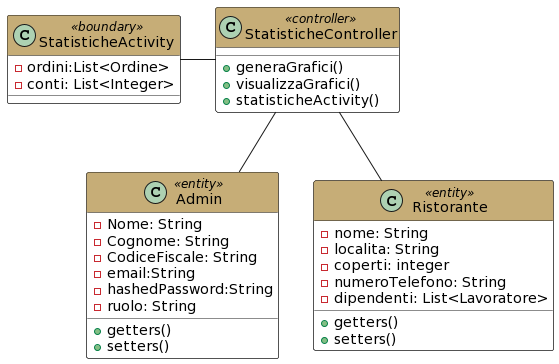 «boundary»
C StatisticheActivity
ordini:List<Ordine>
conti: List<Integer>
«controller»
C StatisticheController
generaGrafici()
visualizzaGrafici()
statisticheActivity()
«entity»
C Admin
Nome: String
Cognome: String
CodiceFiscale: String
email:String
hashedPassword:String
ruolo: String
getters()
setters()
«entity»
C Ristorante
nome: String
localita: String
coperti: integer
numeroTelefono: String
dipendenti: List<Lavoratore>
getters()
setters()